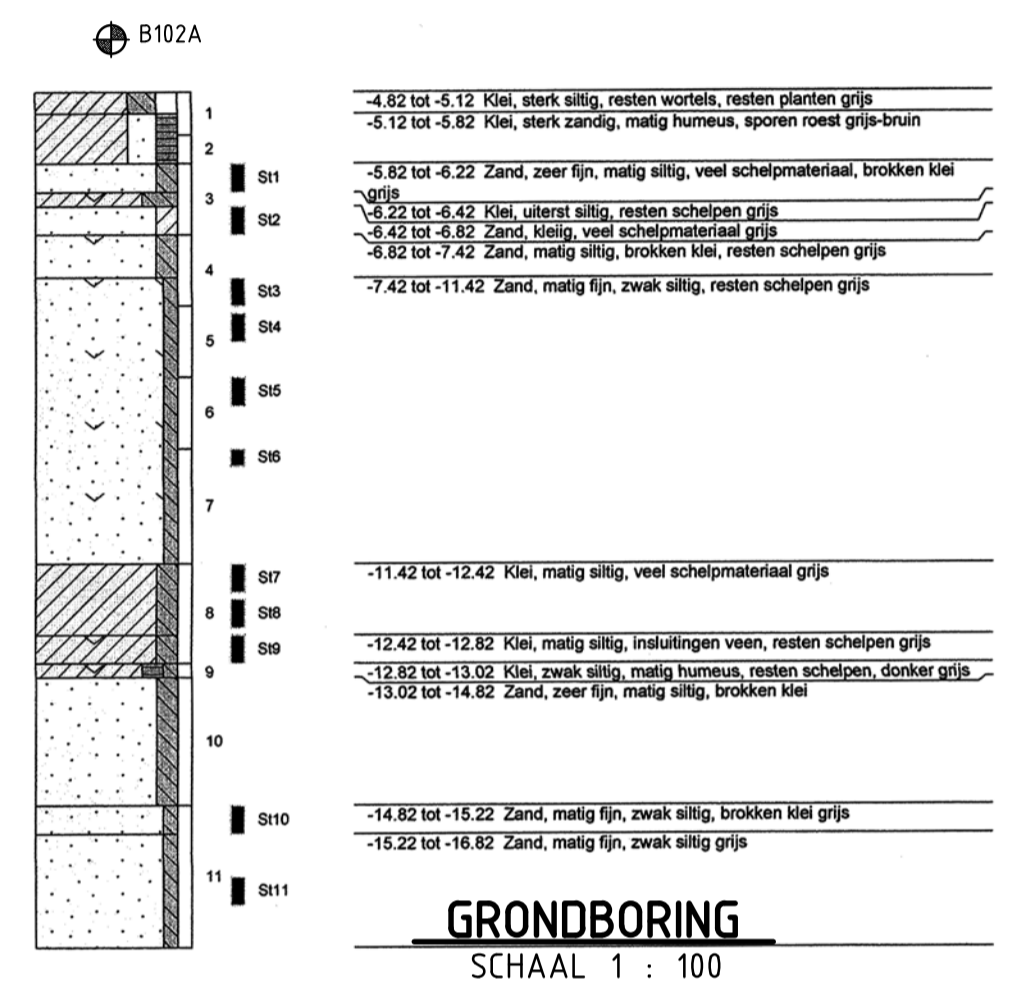 B102A
1
-4.82 tot -5.12 Klei, sterk siltig, resten wortels, resten planten grijs
-5.12 tot -5.82 Klei, sterk zandig, matig humeus, sporen roest grijs-bruin
2
St1
-5.82 tot -6.22 Zand, zeer fijn, matig siltig, veel schelpmateriaal, brokken klei
grijs
3
St2
-6.22 tot -6.42 Klei, uiterst siltig, resten schelpen grijs
-6.42 tot -6.82 Zand, kleiig, veel schelpmateriaal grijs
-6.82 tot -7.42 Zand, matig siltig, brokken klei, resten schelpen grijs
4
St3
-7.42 tot -11.42 Zand, matig fijn, zwak siltig, resten schelpen grijs
St4
5
St5
6
St6
7
St7
-11.42 tot -12.42 Klei, matig siltig, veel schelpmateriaal grijs
8
St8
St9
-12.42 tot -12.82 Klei, matig siltig, insluitingen veen, resten schelpen grijs
9
-12.82 tot -13.02 Klei, zwak siltig, matig humeus, resten schelpen, donker grijs
-13.02 tot -14.82 Zand, zeer fijn, matig siltig, brokken klei
10
St10
-14.82 tot -15.22 Zand, matig fijn, zwak siltig, brokken klei grijs
-15.22 tot -16.82 Zand, matig fijn, zwak siltig grijs
11
St11
GRONDBORING
SCHAAL 1 : 100